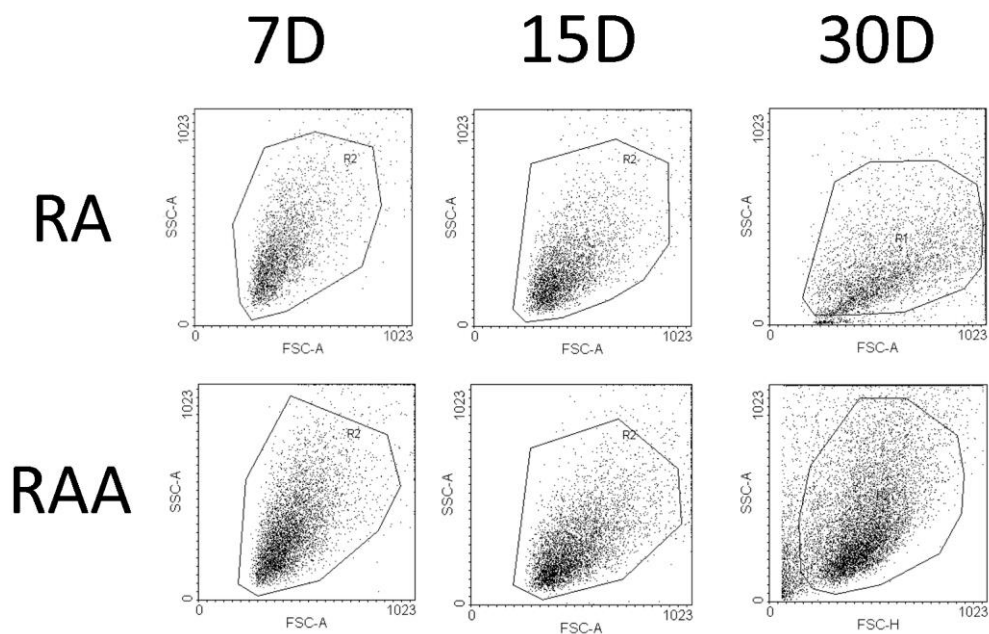 7D 15D 30D
RA
1023
SSC-A
0
R2
0 1023
FSC-A
1023
SSC-A
0
R2
0 1023
FSC-A
1023
SSC-A
0
R1
0 1023
FSC-A
RAA
1023
SSC-A
0
R2
0 1023
FSC-A
1023
SSC-A
0
R2
0 1023
FSC-A
1023
SSC-A
0
0 1023
FSC-H